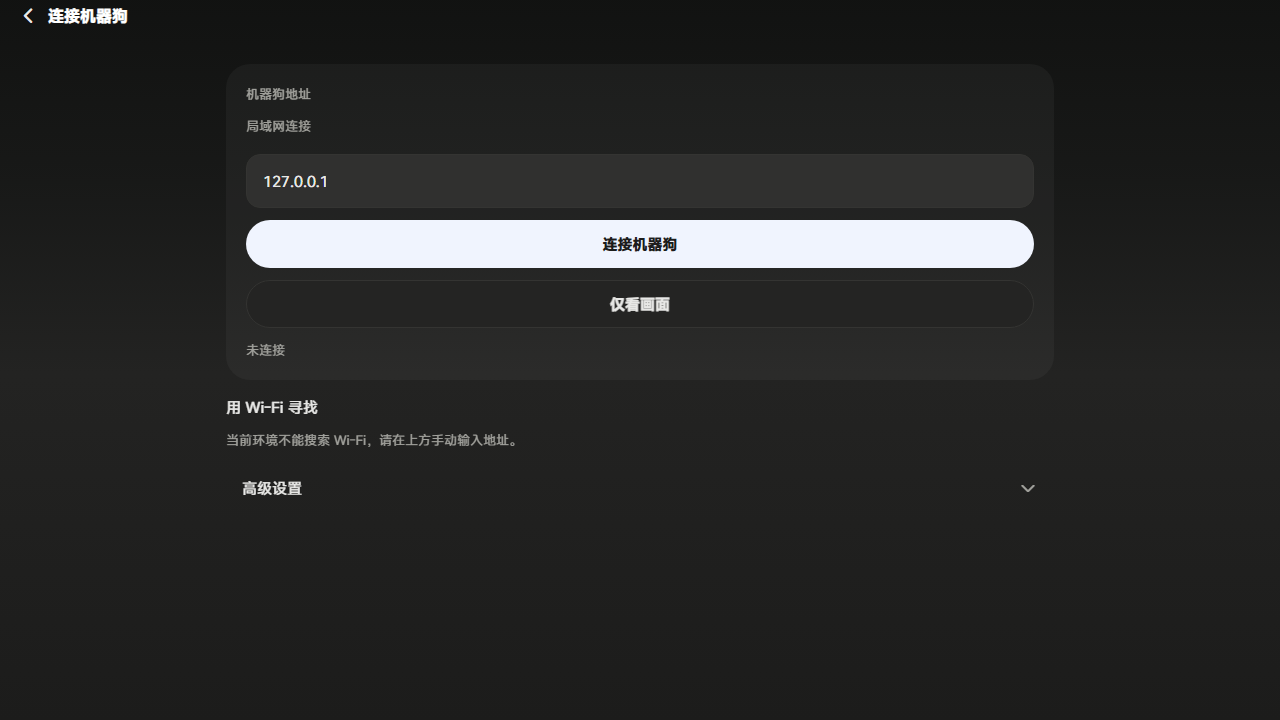 连接机器狗
机器狗地址
局域网连接
127.0.0.1
连接机器狗
仅看画面
未连接
用 Wi-Fi 寻找
当前环境不能搜索 Wi-Fi，请在上方手动输入地址。
高级设置